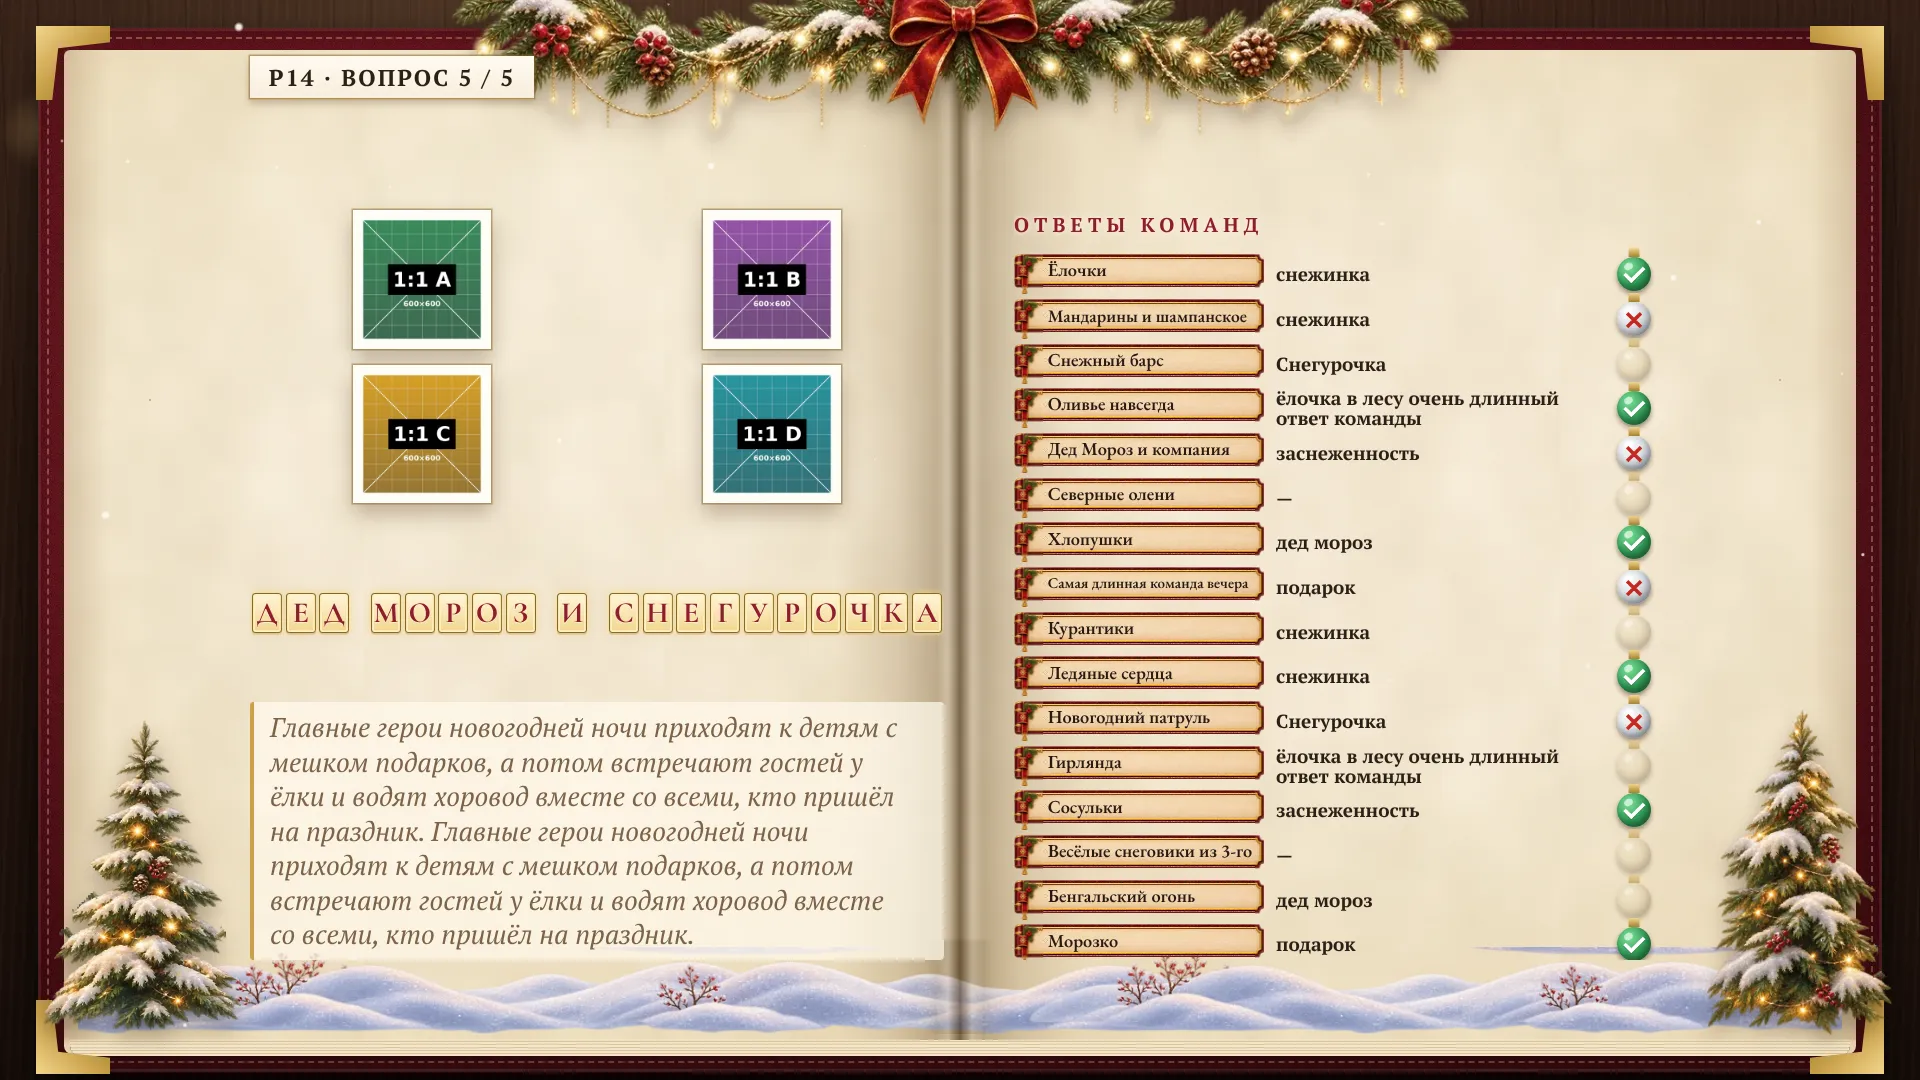 Р14 · ВОПРОС 5 / 5
1:1 A
600×600
1:1 B
600×600
1:1 C
600×600
1:1 D
600×600
ДЕД МОРОЗ И СНЕГУРОЧКА
Главные герои новогодней ночи приходят к детям с
мешком подарков, а потом встречают гостей у
ёлки и водят хоровод вместе со всеми, кто пришёл
на праздник. Главные герои новогодней ночи
приходят к детям с мешком подарков, а потом
встречают гостей у ёлки и водят хоровод вместе
со всеми, кто пришёл на праздник.
ОТВЕТЫ КОМАНД
Ёлочки снежинка
Мандарины и шампанское снежинка
Снежный барс Снегурочка
Оливье навсегда ёлочка в лесу очень длинный
ответ команды
Дед Мороз и компания заснеженность
Северные олени —
Хлопушки дед мороз
Самая длинная команда вечера подарок
Курантики снежинка
Ледяные сердца снежинка
Новогодний патруль Снегурочка
Гирлянда ёлочка в лесу очень длинный
ответ команды
Сосульки заснеженность
Весёлые снеговики из 3-го —
Бенгальский огонь дед мороз
Морозко подарок